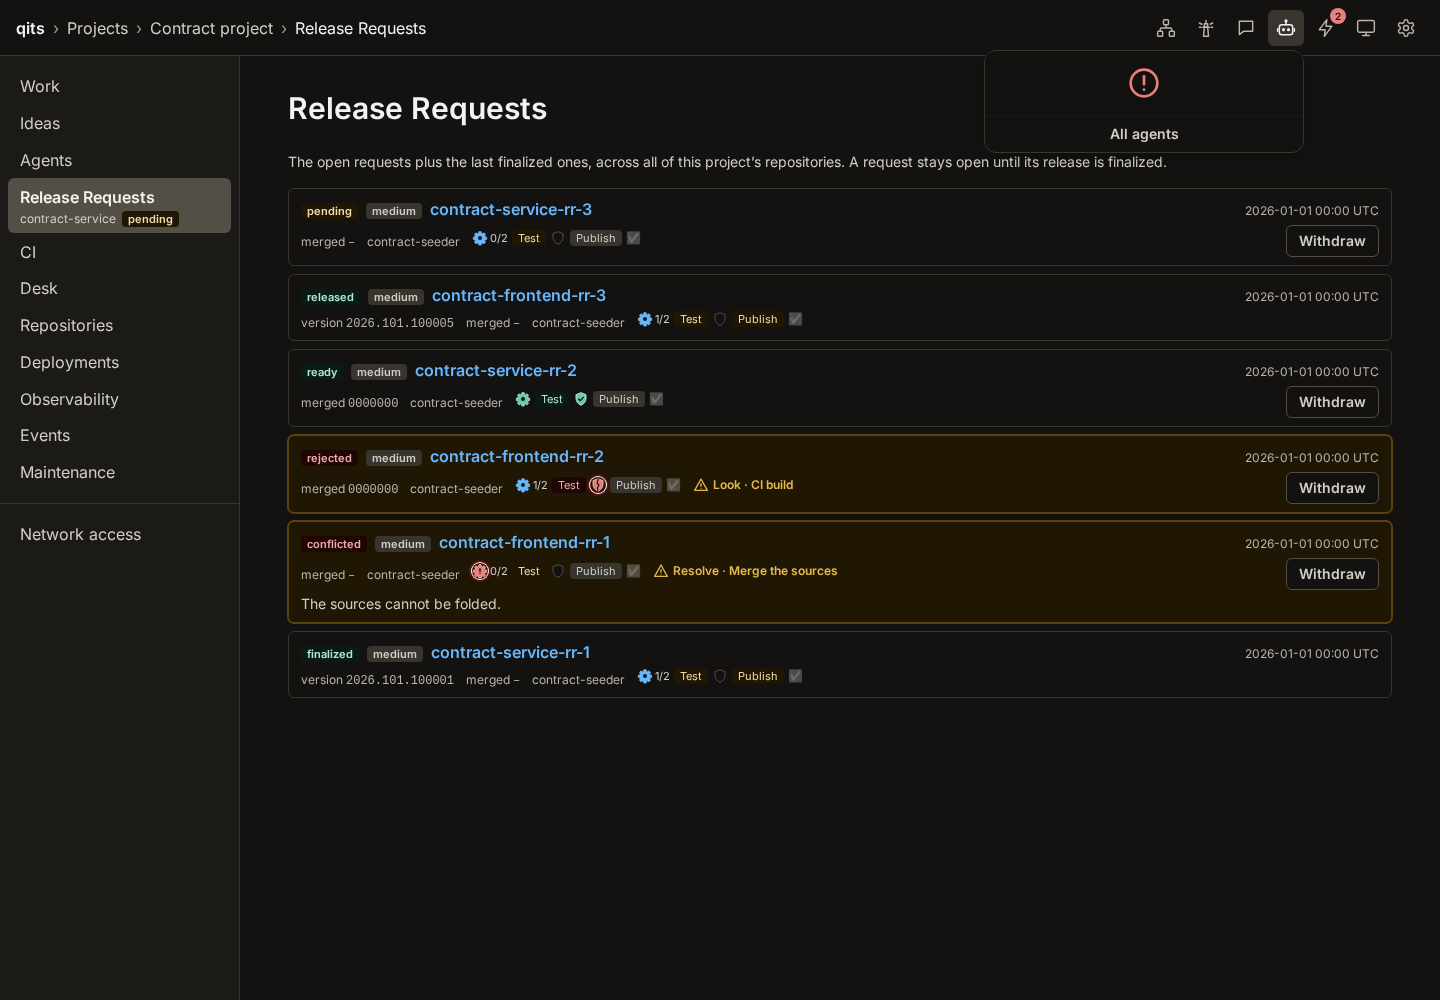 qits › Projects › Contract project › Release Requests
2
All agents
Work
Ideas
Agents
Release Requests
contract-service pending
CI
Desk
Repositories
Deployments
Observability
Events
Maintenance
Network access
Release Requests
The open requests plus the last finalized ones, across all of this project’s repositories. A request stays open until its release is finalized.
pending medium contract-service-rr-3 2026-01-01 00:00 UTC
merged – contract-seeder 0/2 Test Publish Withdraw
released medium contract-frontend-rr-3 2026-01-01 00:00 UTC
version 2026.101.100005 merged – contract-seeder 1/2 Test Publish
ready medium contract-service-rr-2 2026-01-01 00:00 UTC
merged 0000000 contract-seeder Test Publish Withdraw
rejected medium contract-frontend-rr-2 2026-01-01 00:00 UTC
merged 0000000 contract-seeder 1/2 Test Publish Look · CI build Withdraw
conflicted medium contract-frontend-rr-1 2026-01-01 00:00 UTC
merged – contract-seeder 0/2 Test Publish Resolve · Merge the sources Withdraw
The sources cannot be folded.
finalized medium contract-service-rr-1 2026-01-01 00:00 UTC
version 2026.101.100001 merged – contract-seeder 1/2 Test Publish